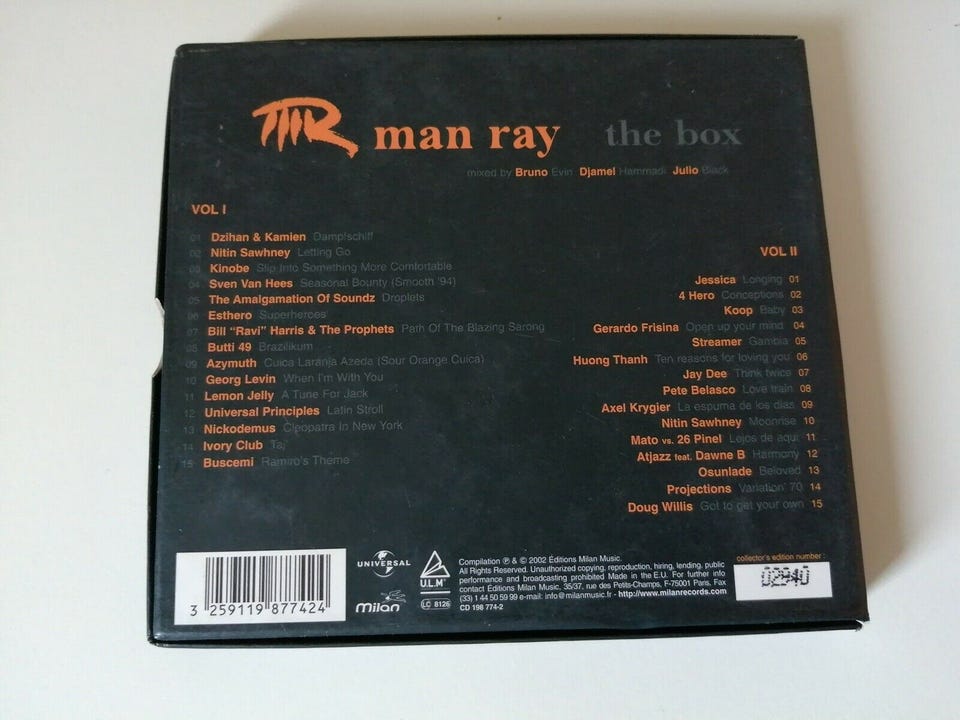 MR man ray the box
mixed by Bruno Evin Djamel Hammadi Julio Black
VOL I
01 Dzihan & Kamien Dampfschiff
02 Nitin Sawhney Letting Go
03 Kinobe Slip Into Something More Comfortable
04 Sven Van Hees Seasonal Bounty (Smooth '94)
05 The Amalgamation Of Soundz Droplets
06 Esthero Superheroes
07 Bill "Ravi" Harris & The Prophets Path Of The Blazing Sarong
08 Butti 49 Brazilikum
09 Azymuth Cuica Laranja Azeda (Sour Orange Cuica)
10 Georg Levin When I'm With You
11 Lemon Jelly A Tune For Jack
12 Universal Principles Latin Stroll
13 Nickodemus Cleopatra In New York
14 Ivory Club Taj
15 Buscemi Ramiro's Theme
VOL II
Jessica Longing 01
4 Hero Conceptions 02
Koop Baby 03
Gerardo Frisina Open up your mind 04
Streamer Gambia 05
Huong Thanh Ten reasons for loving you 06
Jay Dee Think twice 07
Pete Belasco Love train 08
Axel Krygier La espuma de los dias 09
Nitin Sawhney Moonrise 10
Mato vs. 26 Pinel Lejos de aqui 11
Atjazz feat. Dawne B Harmony 12
Osunlade Beloved 13
Projections Variation' 70 14
Doug Willis Got to get your own 15
3 259119 877424
UNIVERSAL
milan
U.L.M
LC 8126
Compilation ℗ & © 2002 Éditions Milan Music.
All Rights Reserved. Unauthorized copying, reproduction, hiring, lending, public
performance and broadcasting prohibited Made in the E.U. For further info
contact Éditions Milan Music, 35/37, rue des Petits-Champs, F-75001 Paris, Fax
(33) 1 44 50 59 99 e-mail: info@milanmusic.fr - http://www.milanrecords.com
CD 198 774-2
collector's edition number :
02940